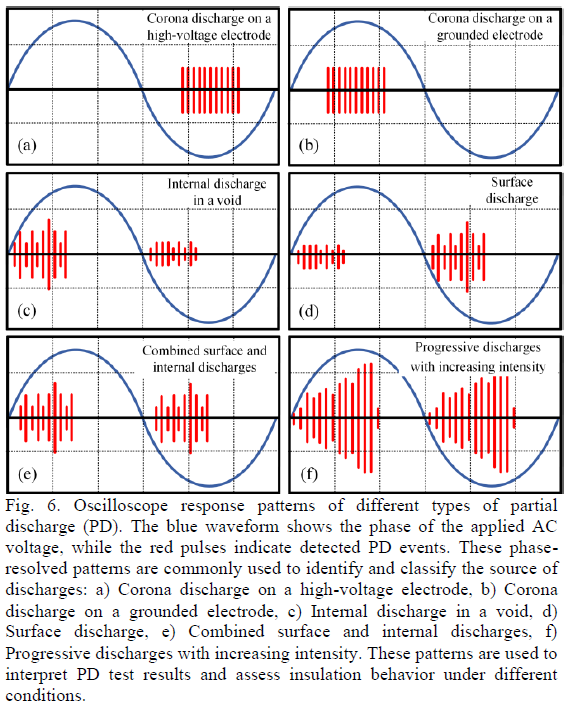 Corona discharge on a
high-voltage electrode
(a)
Corona discharge on a
grounded electrode
(b)
Internal discharge
in a void
(c)
Surface
discharge
(d)
Combined surface and
internal discharges
(e)
Progressive discharges
with increasing intensity
(f)
Fig. 6. Oscilloscope response patterns of different types of partial
discharge (PD). The blue waveform shows the phase of the applied AC
voltage, while the red pulses indicate detected PD events. These phase-
resolved patterns are commonly used to identify and classify the source of
discharges: a) Corona discharge on a high-voltage electrode, b) Corona
discharge on a grounded electrode, c) Internal discharge in a void, d)
Surface discharge, e) Combined surface and internal discharges, f)
Progressive discharges with increasing intensity. These patterns are used to
interpret PD test results and assess insulation behavior under different
conditions.